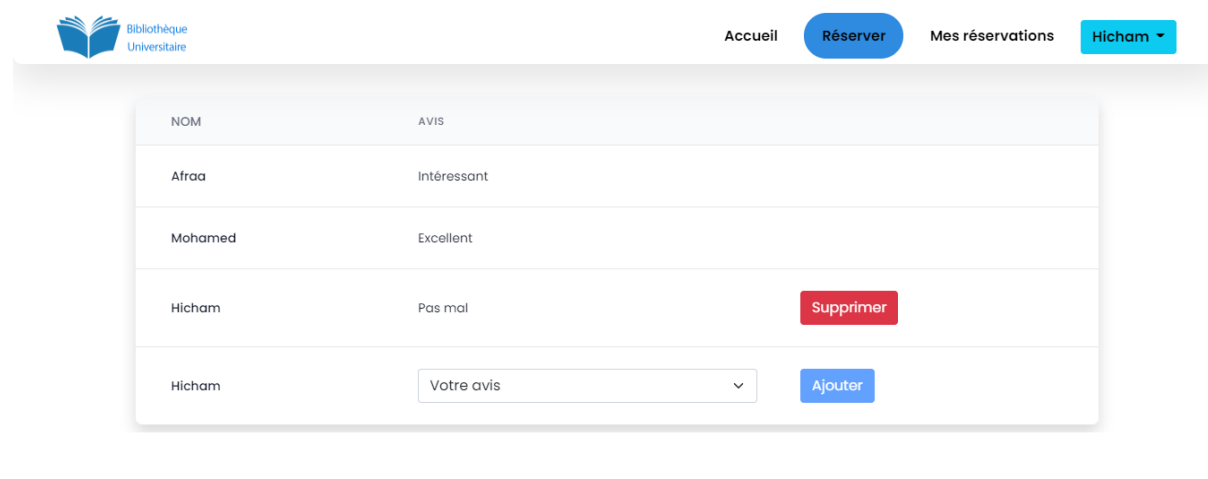 Bibliothèque
Universitaire
Accueil Réserver Mes réservations Hicham
NOM AVIS
Afraa Intéressant
Mohamed Excellent
Hicham Pas mal Supprimer
Hicham Votre avis Ajouter